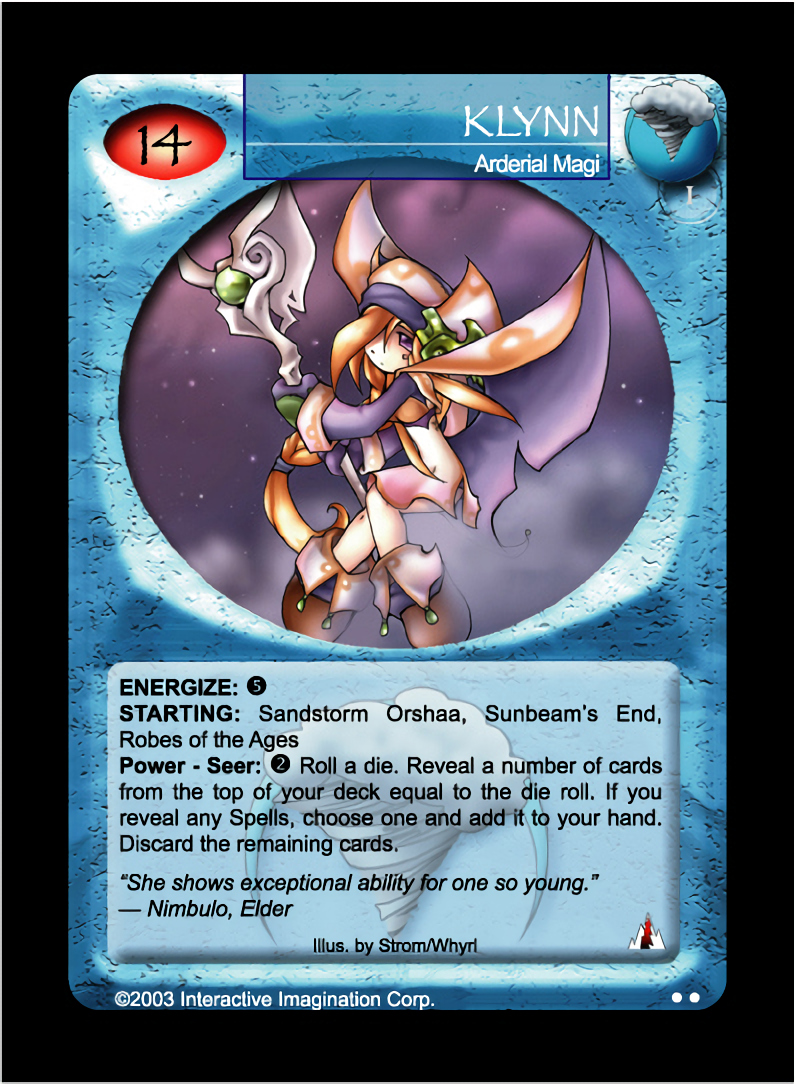 14
KLYNN
Arderial Magi
I
ENERGIZE: ❺
STARTING: Sandstorm Orshaa, Sunbeam's End,
Robes of the Ages
Power - Seer: ❷ Roll a die. Reveal a number of cards
from the top of your deck equal to the die roll. If you
reveal any Spells, choose one and add it to your hand.
Discard the remaining cards.
"She shows exceptional ability for one so young."
— Nimbulo, Elder
Illus. by Strom/Whyrl
©2003 Interactive Imagination Corp.